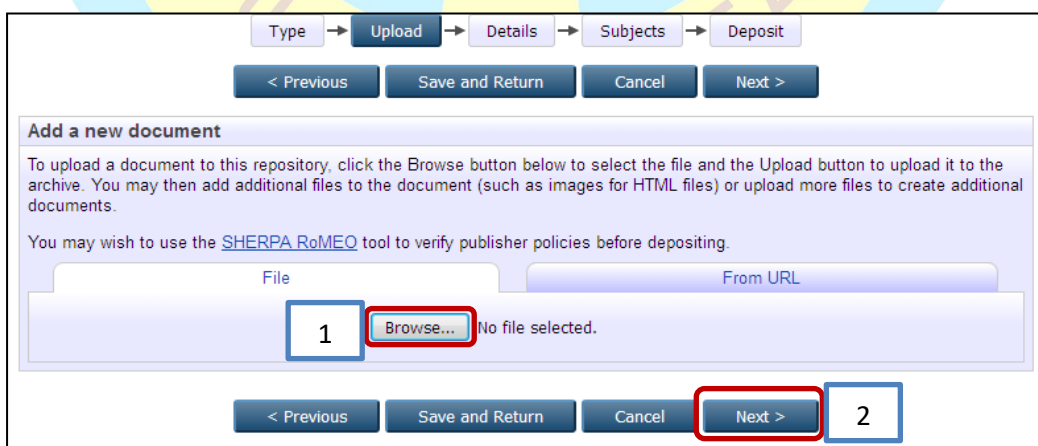 Type Upload Details Subjects Deposit
< Previous Save and Return Cancel Next >
Add a new document
To upload a document to this repository, click the Browse button below to select the file and the Upload button to upload it to the
archive. You may then add additional files to the document (such as images for HTML files) or upload more files to create additional
documents.
You may wish to use the SHERPA RoMEO tool to verify publisher policies before depositing.
File From URL
1 Browse... No file selected.
< Previous Save and Return Cancel Next > 2